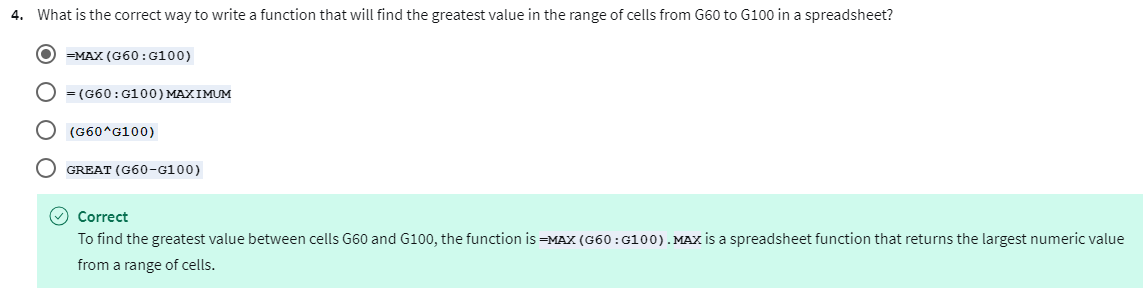 4. What is the correct way to write a function that will find the greatest value in the range of cells from G60 to G100 in a spreadsheet?
=MAX(G60:G100)
=(G60:G100)MAXIMUM
(G60^G100)
GREAT(G60-G100)
Correct
To find the greatest value between cells G60 and G100, the function is =MAX(G60:G100).MAX is a spreadsheet function that returns the largest numeric value
from a range of cells.